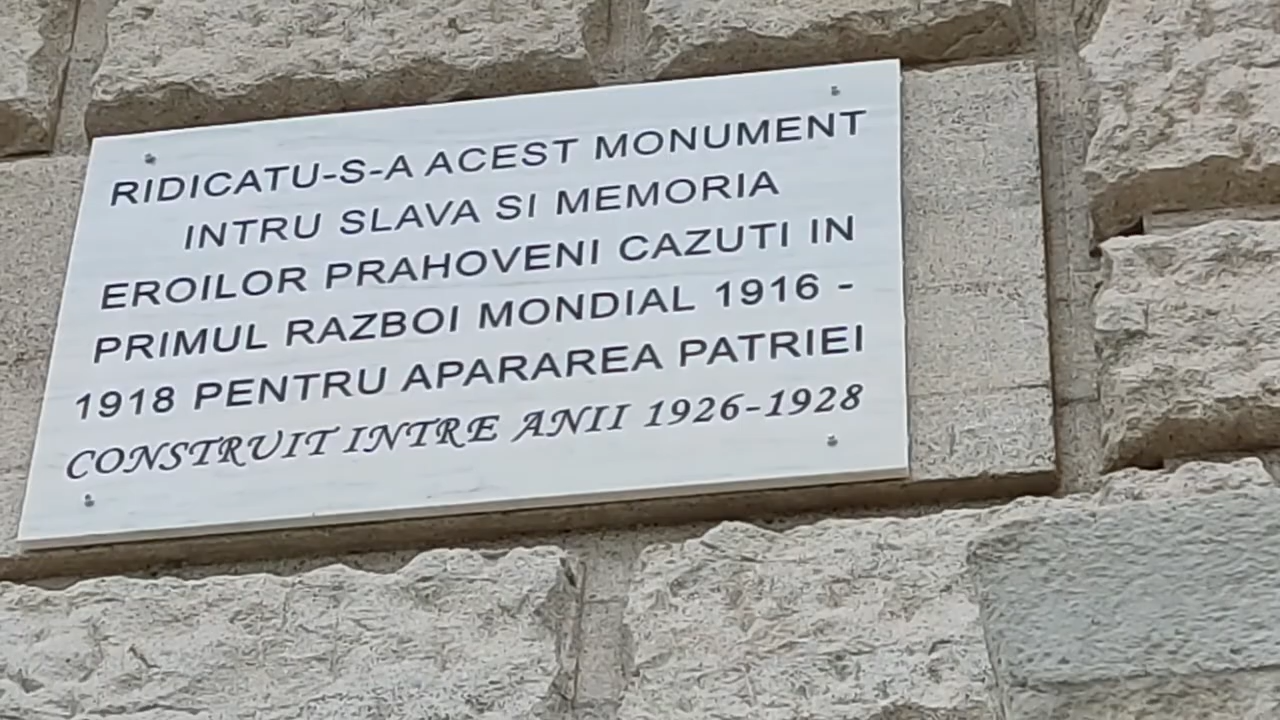 RIDICATU-S-A ACEST MONUMENT
INTRU SLAVA SI MEMORIA
EROILOR PRAHOVENI CAZUTI IN
PRIMUL RAZBOI MONDIAL 1916 -
1918 PENTRU APARAREA PATRIEI
CONSTRUIT INTRE ANII 1926-1928